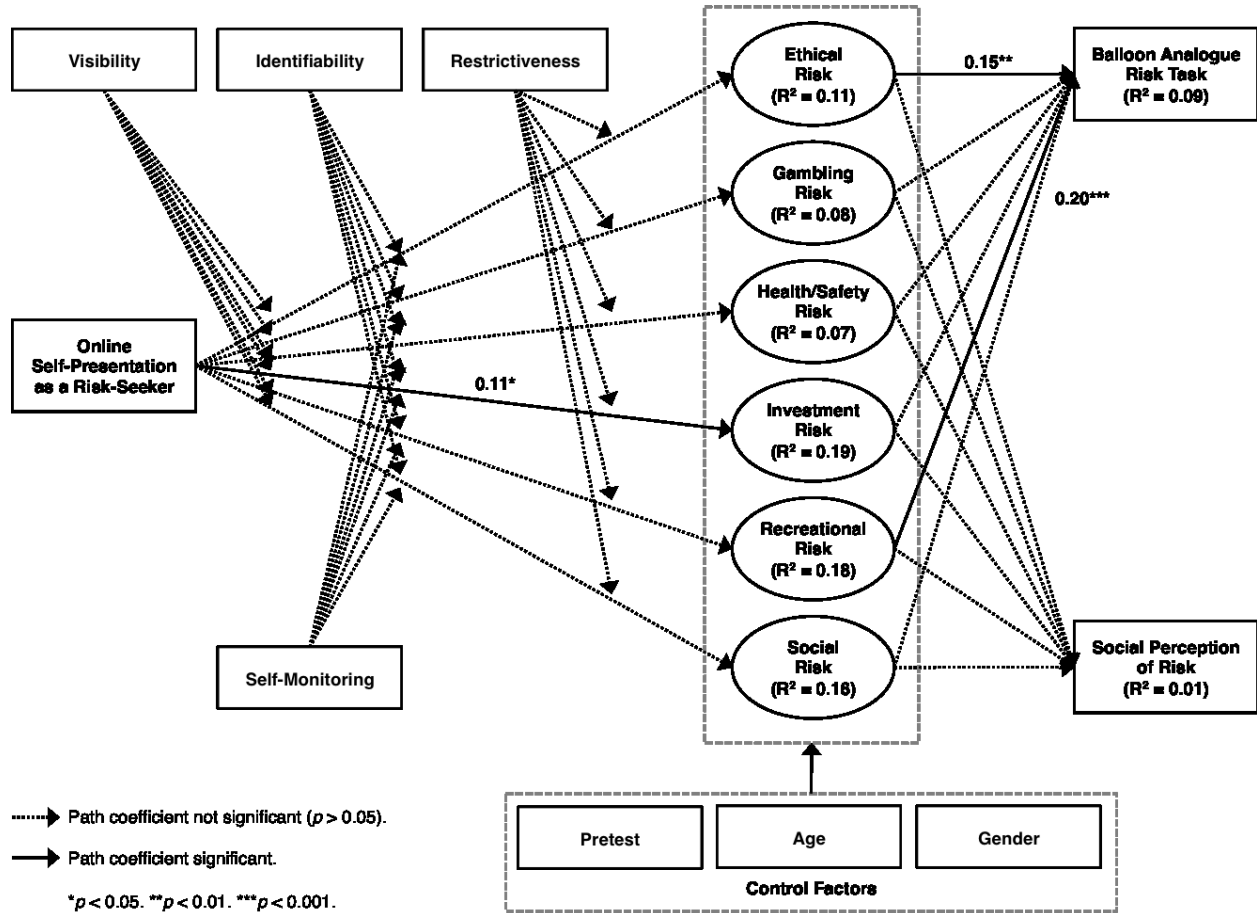 Visibility
Identifiability
Restrictiveness
Ethical
Risk
(R² = 0.11)
0.15**
Balloon Analogue
Risk Task
(R² = 0.09)
Gambling
Risk
(R² = 0.08)
0.20***
Health/Safety
Risk
(R² = 0.07)
Online
Self-Presentation
as a Risk-Seeker
0.11*
Investment
Risk
(R² = 0.19)
Recreational
Risk
(R² = 0.18)
Social
Risk
(R² = 0.16)
Social Perception
of Risk
(R² = 0.01)
Self-Monitoring
Path coefficient not significant (p > 0.05).
Path coefficient significant.
*p < 0.05. **p < 0.01. ***p < 0.001.
Pretest
Age
Gender
Control Factors